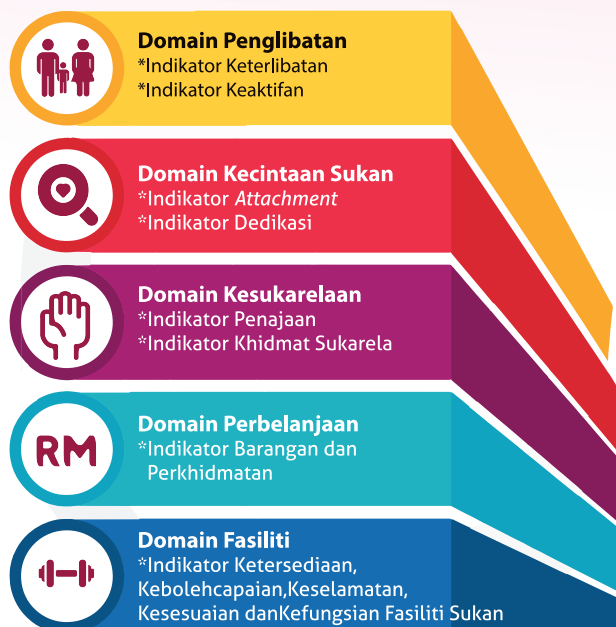 Domain Penglibatan
*Indikator Keterlibatan
*Indikator Keaktifan
Domain Kecintaan Sukan
*Indikator Attachment
*Indikator Dedikasi
Domain Kesukarelaan
*Indikator Penajaan
*Indikator Khidmat Sukarela
RM
Domain Perbelanjaan
*Indikator Barangan dan
Perkhidmatan
Domain Fasiliti
*Indikator Ketersediaan,
Kebolehcapaian,Keselamatan,
Kesesuaian danKefungsian Fasiliti Sukan